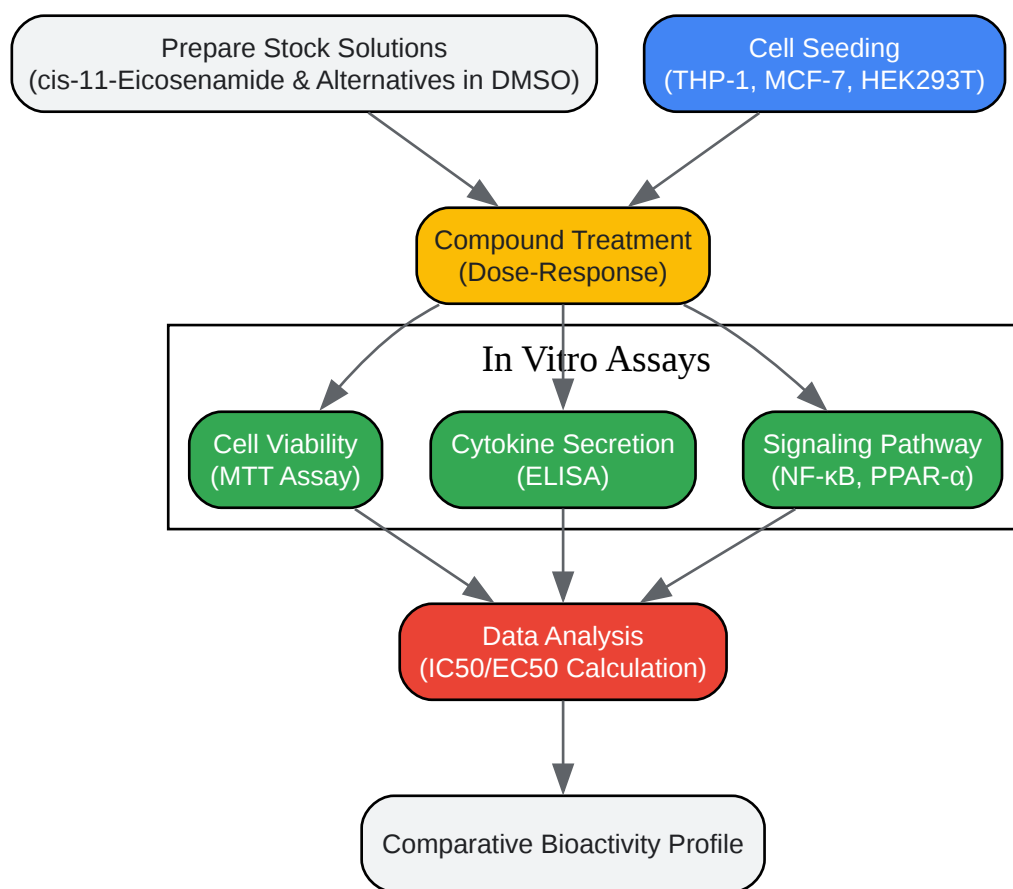 Prepare Stock Solutions
(cis-11-Eicosenamide & Alternatives in DMSO)
Cell Seeding
(THP-1, MCF-7, HEK293T)
Compound Treatment
(Dose-Response)
In Vitro Assays
Cell Viability
(MTT Assay)
Cytokine Secretion
(ELISA)
Signaling Pathway
(NF-κB, PPAR-α)
Data Analysis
(IC50/EC50 Calculation)
Comparative Bioactivity Profile